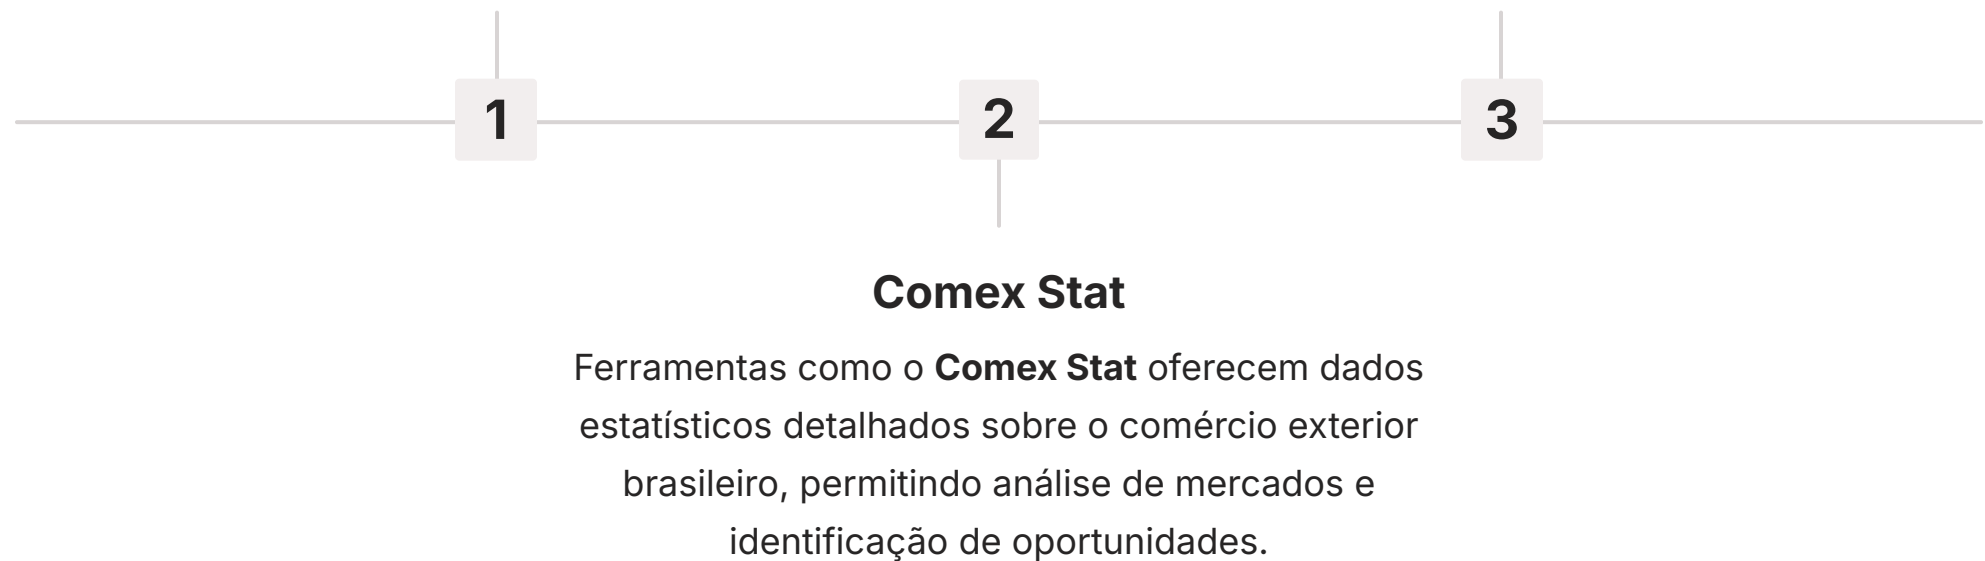 1
2
3
Comex Stat
Ferramentas como o Comex Stat oferecem dados
estatísticos detalhados sobre o comércio exterior
brasileiro, permitindo análise de mercados e
identificação de oportunidades.